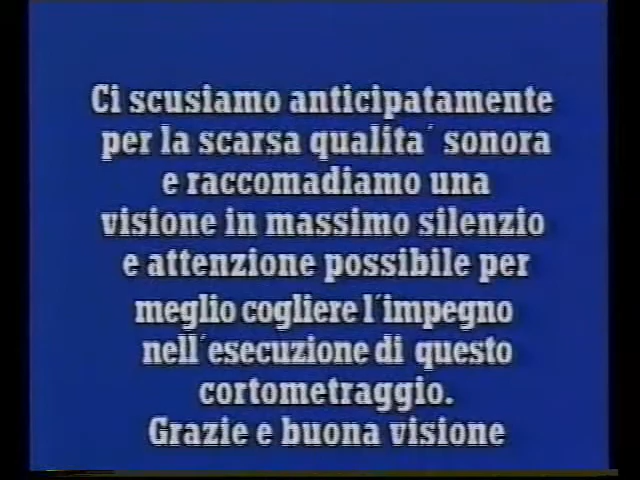 Ci scusiamo anticipatamente
per la scarsa qualita´ sonora
e raccomadiamo una
visione in massimo silenzio
e attenzione possibile per
meglio cogliere l´impegno
nell´esecuzione di questo
cortometraggio.
Grazie e buona visione